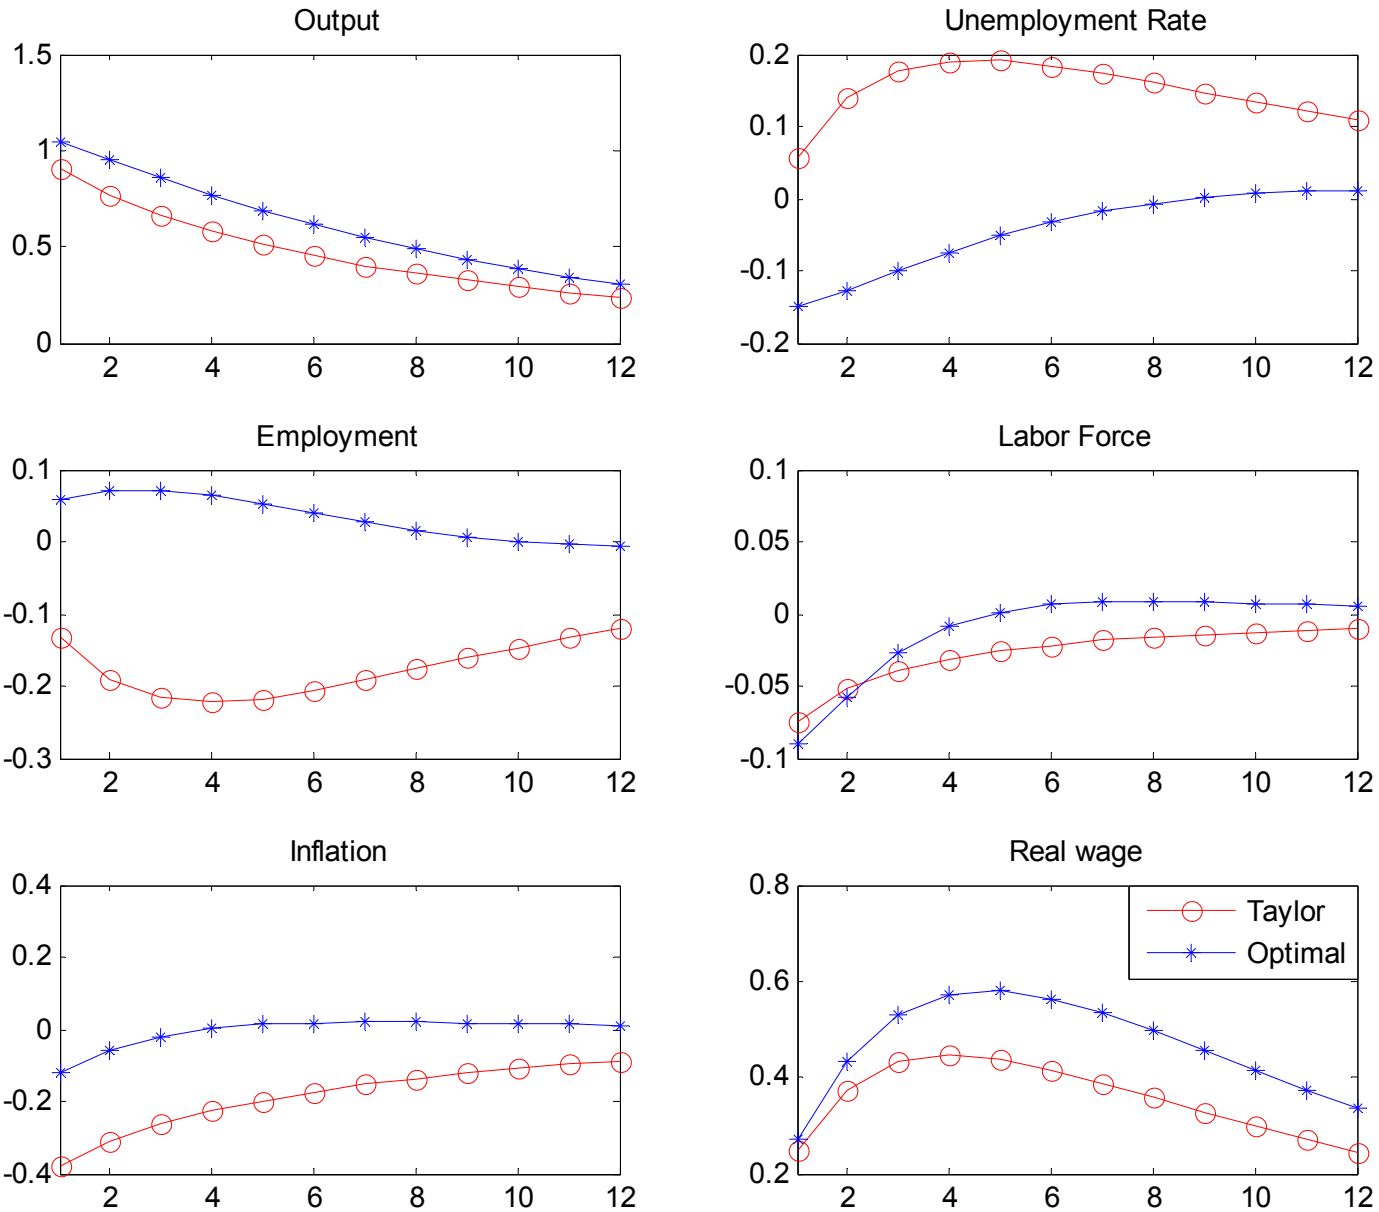 Output
1.5
1
0.5
0
2 4 6 8 10 12
Unemployment Rate
0.2
0.1
0
-0.1
-0.2
2 4 6 8 10 12
Employment
0.1
0
-0.1
-0.2
-0.3
2 4 6 8 10 12
Labor Force
0.1
0.05
0
-0.05
-0.1
2 4 6 8 10 12
Inflation
0.4
0.2
0
-0.2
-0.4
2 4 6 8 10 12
Real wage
0.8
0.6
0.4
0.2
Taylor
Optimal
2 4 6 8 10 12